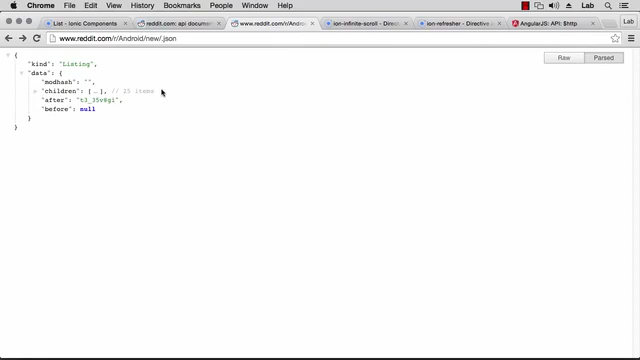 Chrome File Edit View History Bookmarks People Window Help Lab
List - Ionic Components
reddit.com: api document
www.reddit.com/r/Andro
ion-infinite-scroll - Direct
ion-refresher - Directive
AngularJS: API: $http
www.reddit.com/r/Android/new/.json
Raw Parsed
{
"kind": "Listing",
"data": {
"modhash": "",
"children": [ … ], // 25 items
"after": "t3_35v8gi",
"before": null
}
}